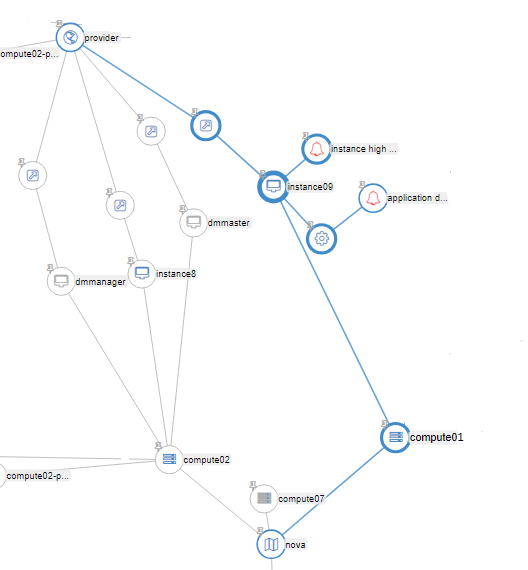 provider
ompute02-p...
instance high ...
instance09
application d...
dmmaster
instance8
dmmanager
compute01
compute02
compute02-p...
compute07
nova